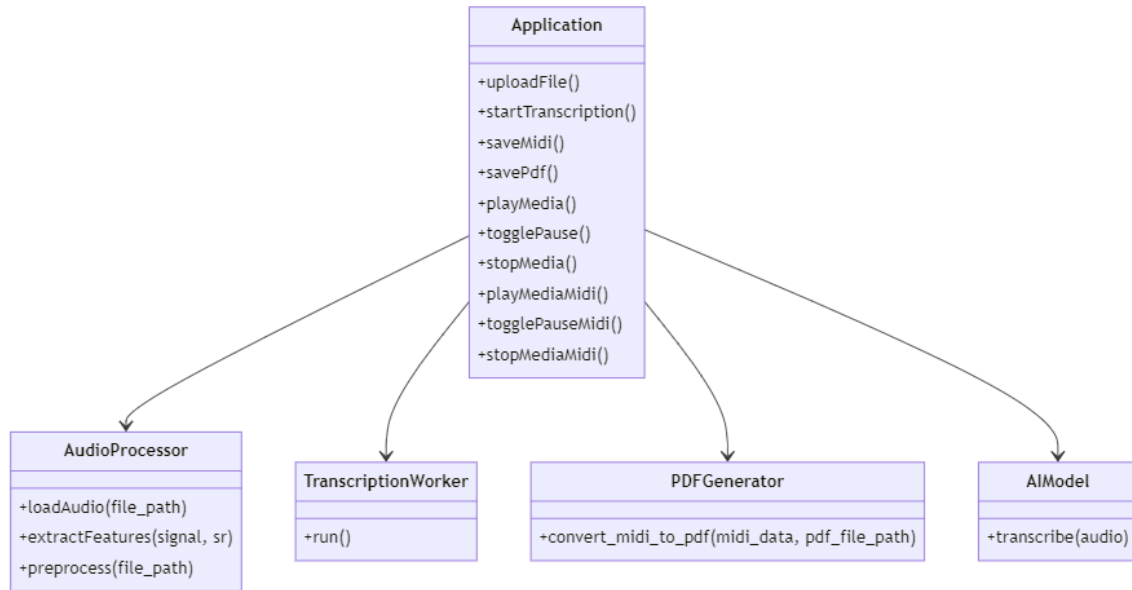 Application
+uploadFile()
+startTranscription()
+saveMidi()
+savePdf()
+playMedia()
+togglePause()
+stopMedia()
+playMediaMidi()
+togglePauseMidi()
+stopMediaMidi()
AudioProcessor
+loadAudio(file_path)
+extractFeatures(signal, sr)
+preprocess(file_path)
TranscriptionWorker
+run()
PDFGenerator
+convert_midi_to_pdf(midi_data, pdf_file_path)
AIModel
+transcribe(audio)